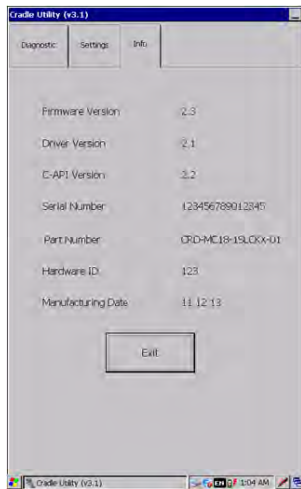 Cradle Utility (v3.1)
Diagnostic Settings Info
Firmware Version 2.3
Driver Version 2.1
C-API Version 2.2
Serial Number 123456789012345
Part Number CRD-MC18-1SLCKX-01
Hardware ID 123
Manufacturing Date 11.12.13
Exit
Cradle Utility (v3.1) EN 1:04 AM